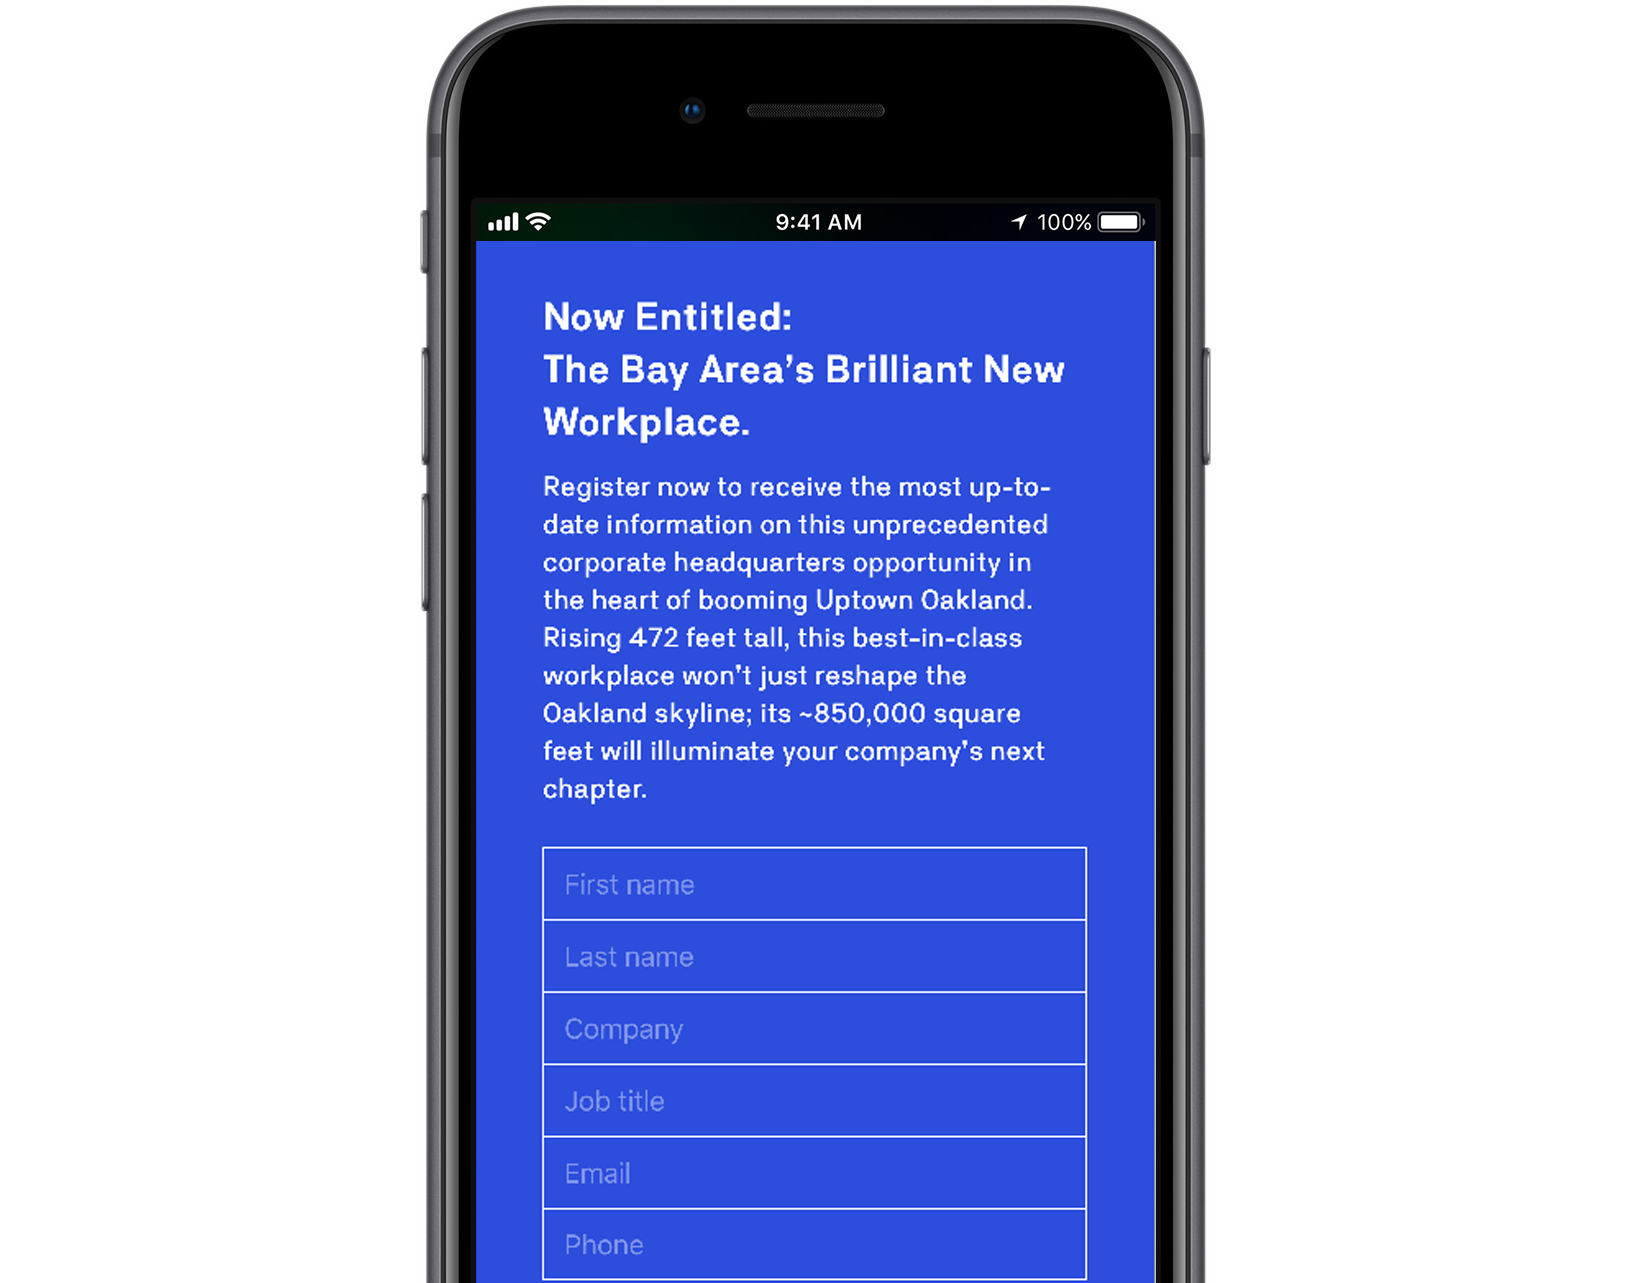 9:41 AM
100%
Now Entitled:
The Bay Area’s Brilliant New
Workplace.
Register now to receive the most up-to-
date information on this unprecedented
corporate headquarters opportunity in
the heart of booming Uptown Oakland.
Rising 472 feet tall, this best-in-class
workplace won't just reshape the
Oakland skyline; its ~850,000 square
feet will illuminate your company's next
chapter.
First name
Last name
Company
Job title
Email
Phone